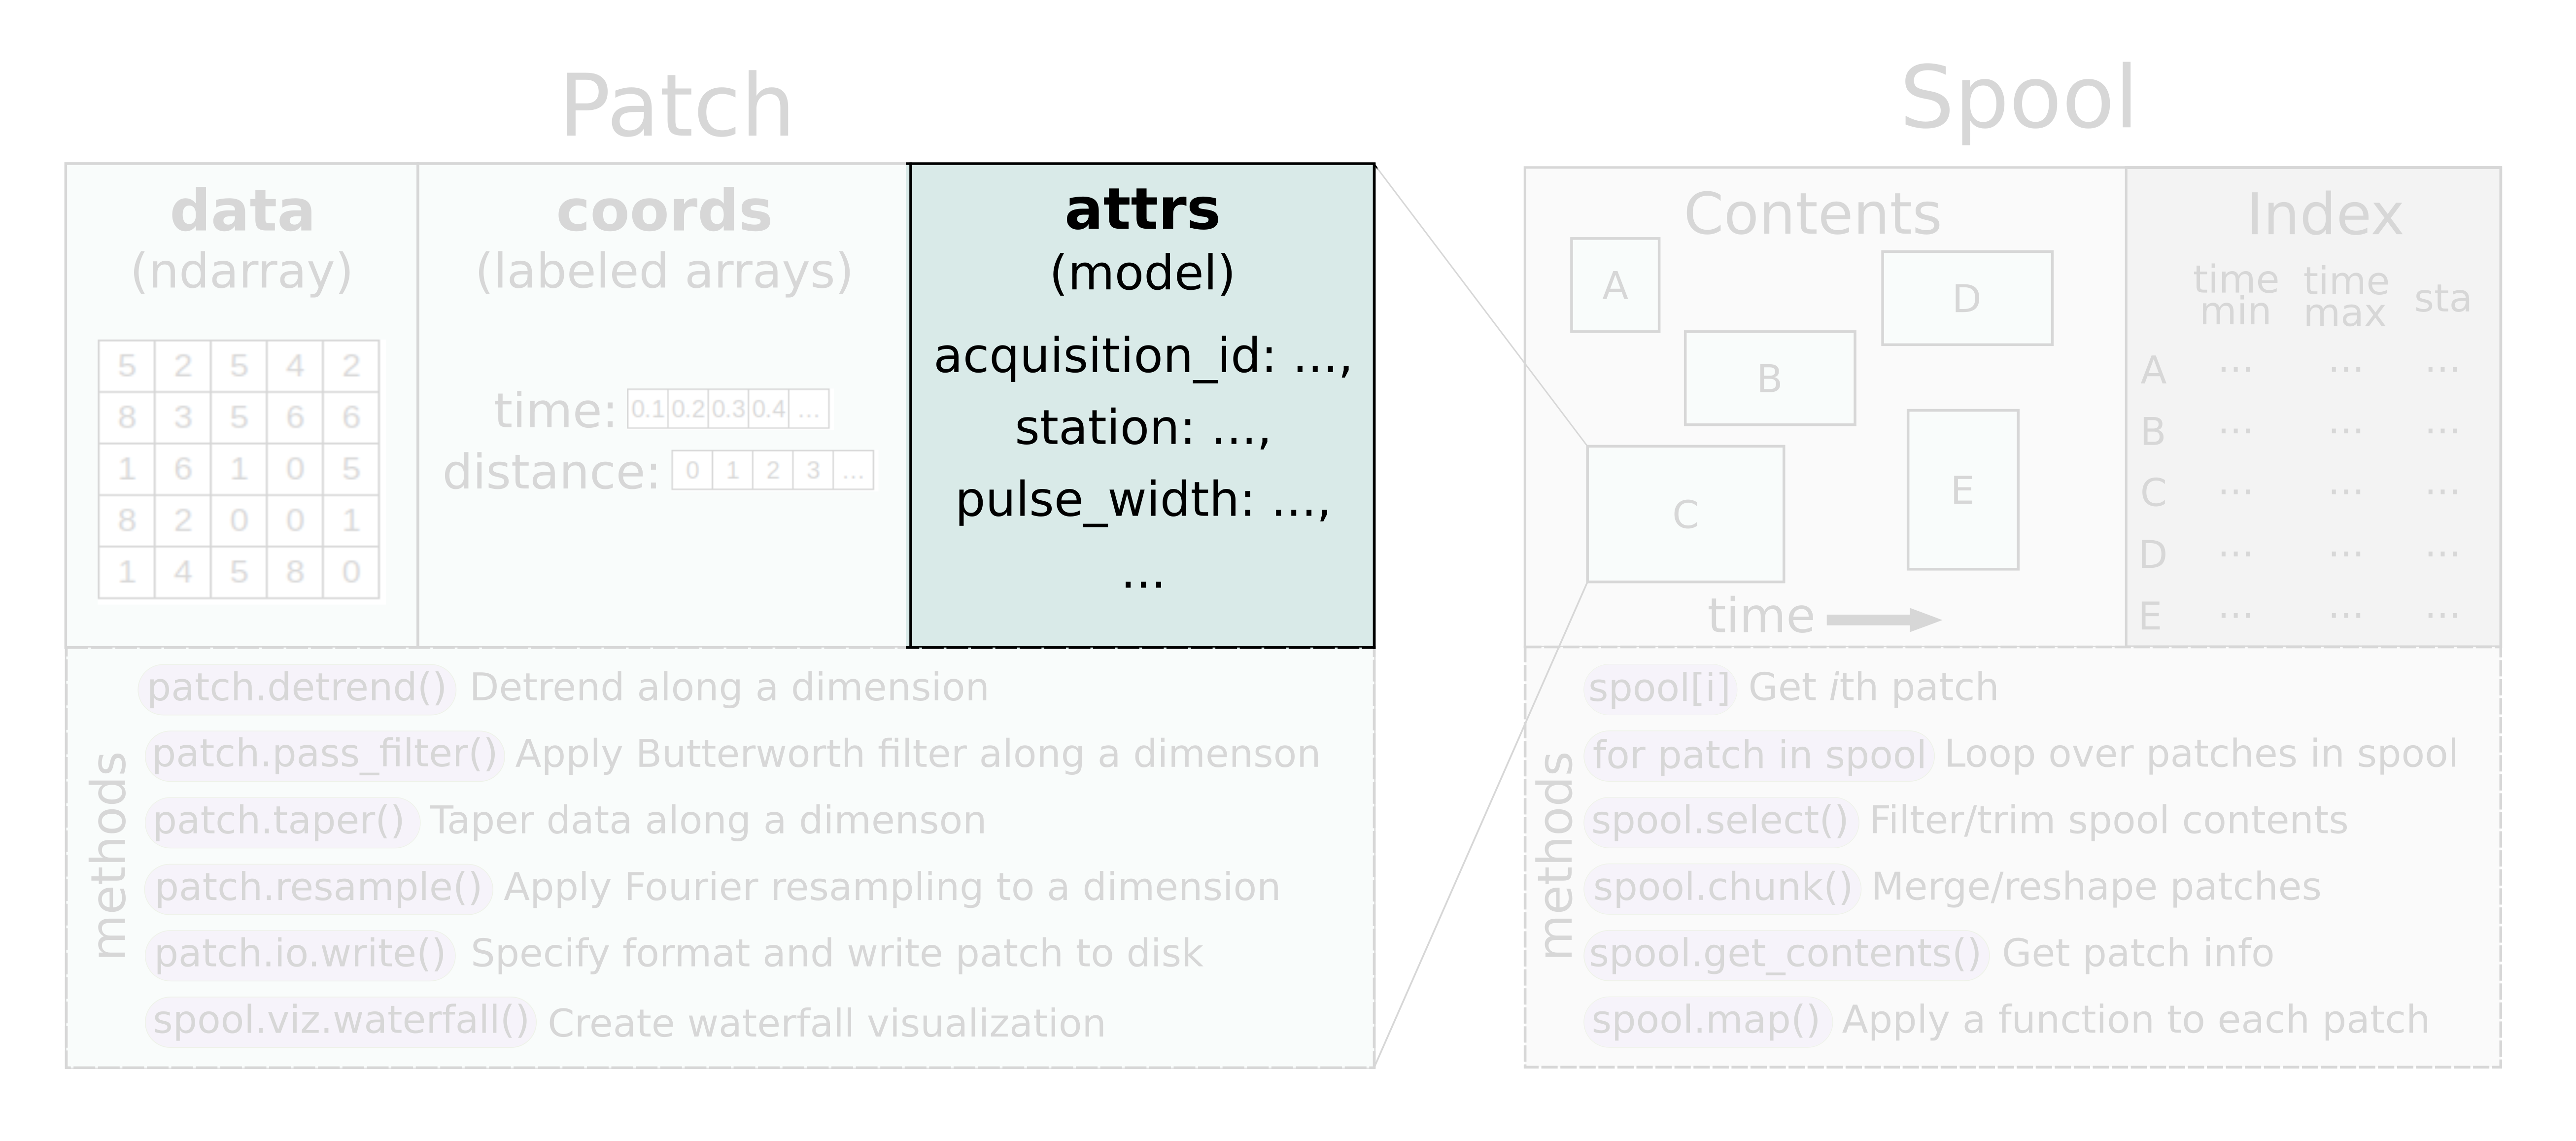 Patch
data
(ndarray)
5 2 5 4 2
8 3 5 6 6
1 6 1 0 5
8 2 0 0 1
1 4 5 8 0
coords
(labeled arrays)
time: 0.1 0.2 0.3 0.4 ...
distance: 0 1 2 3 ...
attrs
(model)
acquisition_id: ...,
station: ...,
pulse_width: ...,
...
methods
patch.detrend() Detrend along a dimension
patch.pass_filter() Apply Butterworth filter along a dimenson
patch.taper() Taper data along a dimenson
patch.resample() Apply Fourier resampling to a dimension
patch.io.write() Specify format and write patch to disk
spool.viz.waterfall() Create waterfall visualization
Spool
Contents
A
D
B
E
C
time
Index
time min time max sta
A ... ... ...
B ... ... ...
C ... ... ...
D ... ... ...
E ... ... ...
methods
spool[i] Get ith patch
for patch in spool Loop over patches in spool
spool.select() Filter/trim spool contents
spool.chunk() Merge/reshape patches
spool.get_contents() Get patch info
spool.map() Apply a function to each patch